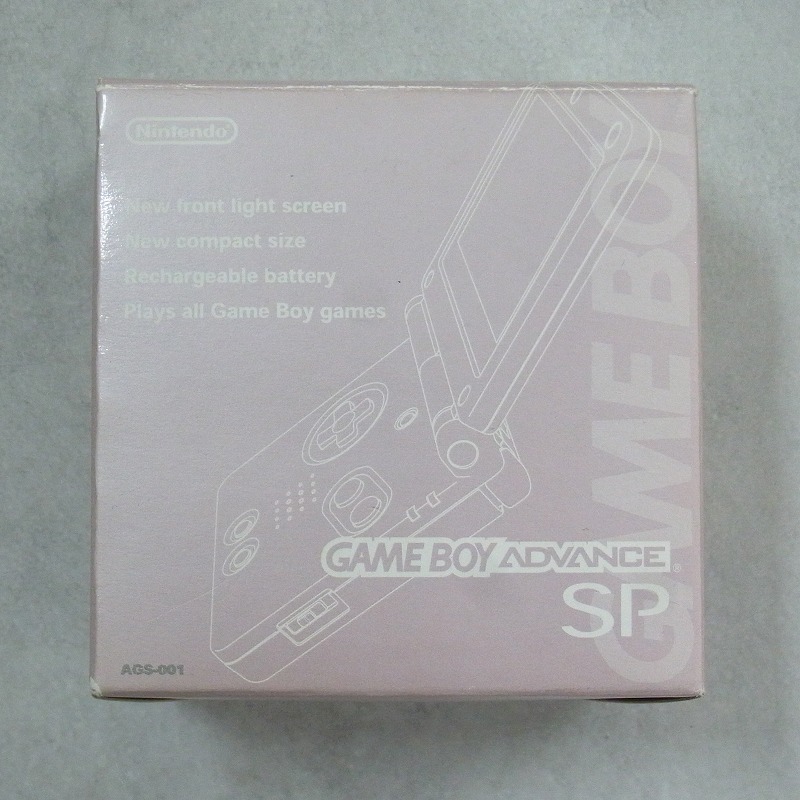 Nintendo®
New front light screen
New compact size
Rechargeable battery
Plays all Game Boy games
GAME BOY
GAME BOY ADVANCE®
SP
AGS-001